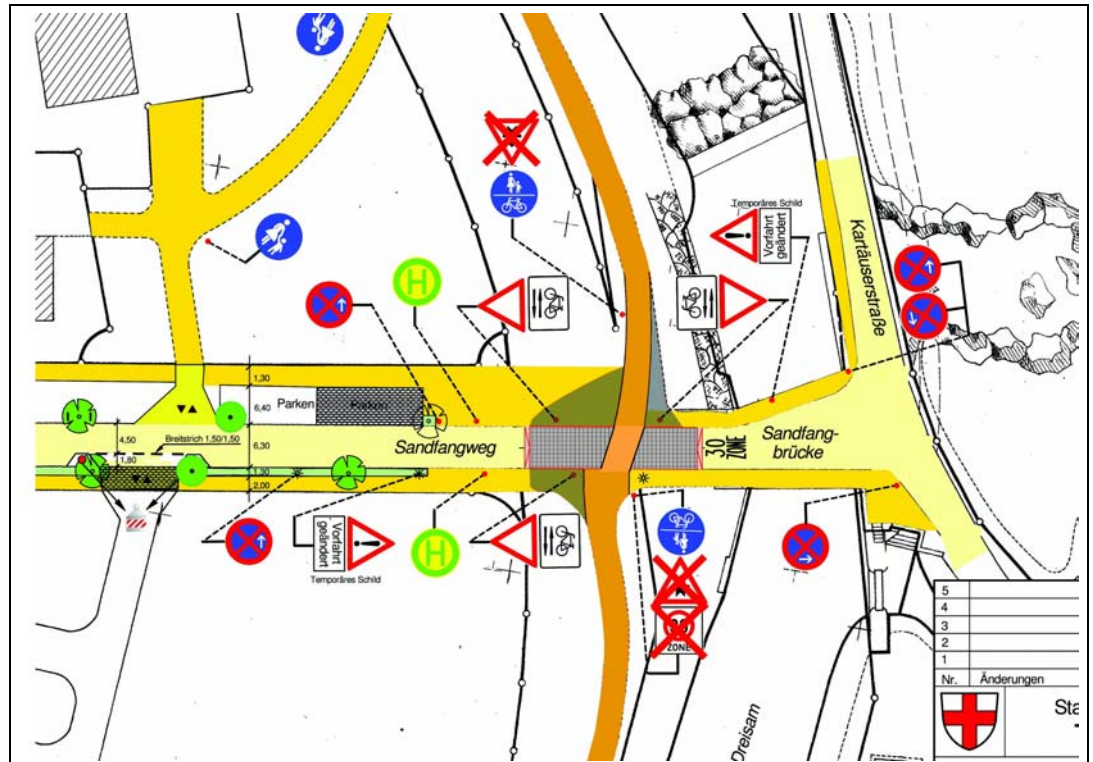 Temporäres Schild
Vorfahrt
geändert
Kartäuserstraße
H
1,30
Parken
Parken
6,40
4,50
Breitstrich 1,50/1,50
6,30
Sandfangweg
30
ZONE
Sandfang-
brücke
1,80
1,30
2,00
Vorfahrt
geändert
Temporäres Schild
H
ZONE
Dreisam
5
4
3
2
1
Nr. Änderungen
Sta